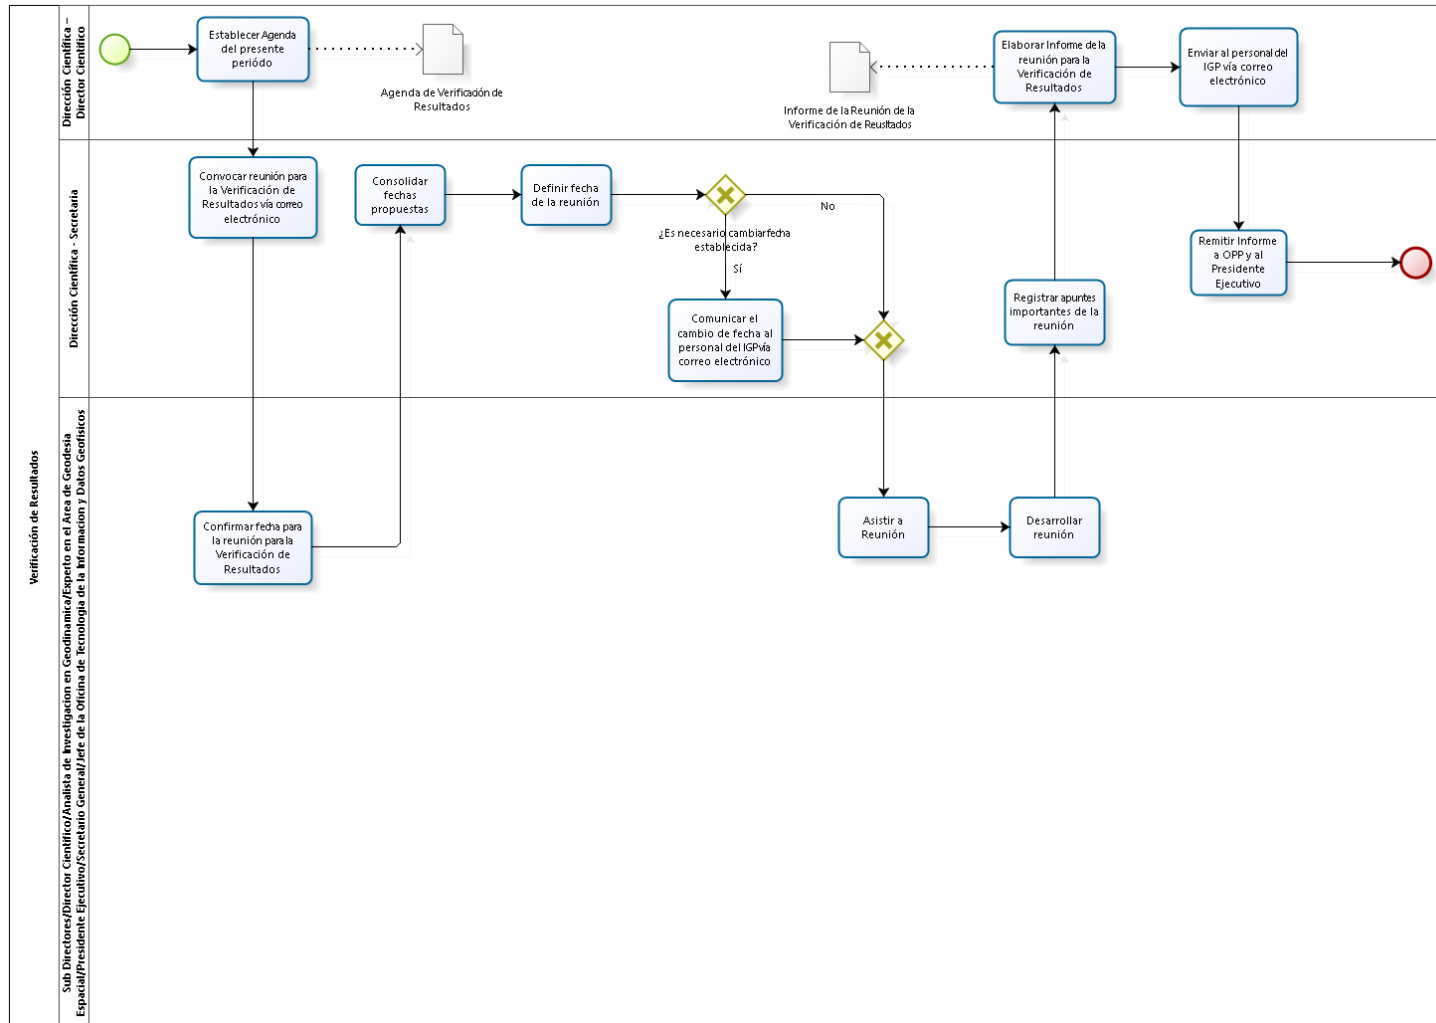 Verificación de Resultados
Dirección Científica –
Director Científico
Establecer Agenda
del presente
periódo
Agenda de Verificación de
Resultados
Informe de la Reunión de la
Verificación de Reusltados
Elaborar Informe de la
reunión para la
Verificación de
Resultados
Enviar al personal del
IGP vía correo
electrónico
Dirección Científica - Secretaria
Convocar reunión para
la Verificación de
Resultados vía correo
electrónico
Consolidar
fechas
propuestas
Definir fecha
de la reunión
¿Es necesario cambiar fecha
establecida?
No
Sí
Comunicar el
cambio de fecha al
personal del IGP vía
correo electrónico
Registrar apuntes
importantes de la
reunión
Remitir Informe
a OPP y al
Presidente
Ejecutivo
Sub Directores/Director Científico/Analista de Investigacion en Geodinamica/Experto en el Area de Geodesia
Espacial/Presidente Ejecutivo/Secretario General/Jefe de la Oficina de Tecnologia de la Informacion y Datos Geofísicos
Confirmar fecha para
la reunión para la
Verificación de
Resultados
Asistir a
Reunión
Desarrollar
reunión